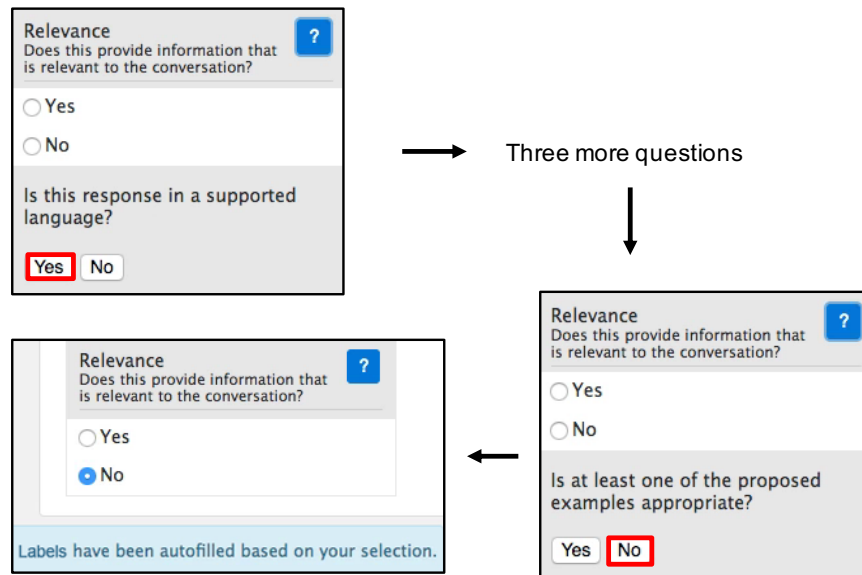 Relevance
?
Does this provide information that
is relevant to the conversation?
Yes
No
Is this response in a supported
language?
Yes No
Three more questions
Relevance
?
Does this provide information that
is relevant to the conversation?
Yes
No
Is at least one of the proposed
examples appropriate?
Yes No
Relevance
?
Does this provide information that
is relevant to the conversation?
Yes
No
Labels have been autofilled based on your selection.